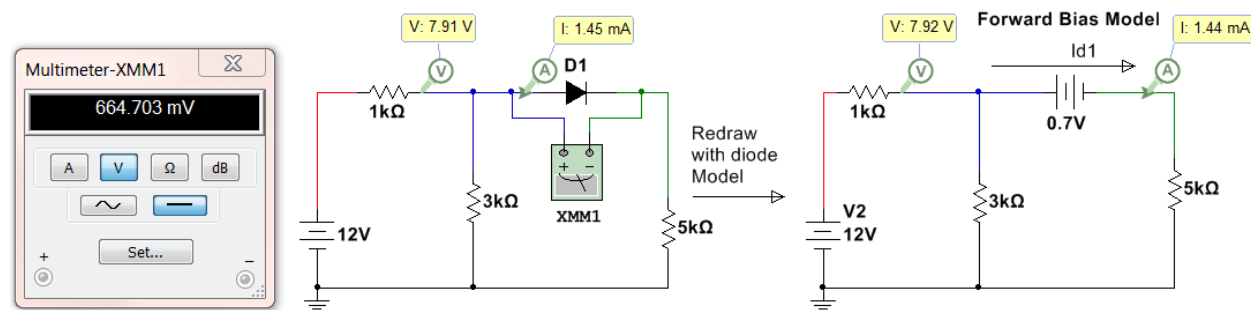 Multimeter-XMM1
664.703 mV
A
V
Ω
dB
Set...
+
−
V: 7.91 V
I: 1.45 mA
V
A
D1
1kΩ
+
−
XMM1
3kΩ
5kΩ
12V
Redraw
with diode
Model
Forward Bias Model
V: 7.92 V
Id1
I: 1.44 mA
V
A
1kΩ
0.7V
3kΩ
5kΩ
V2
12V